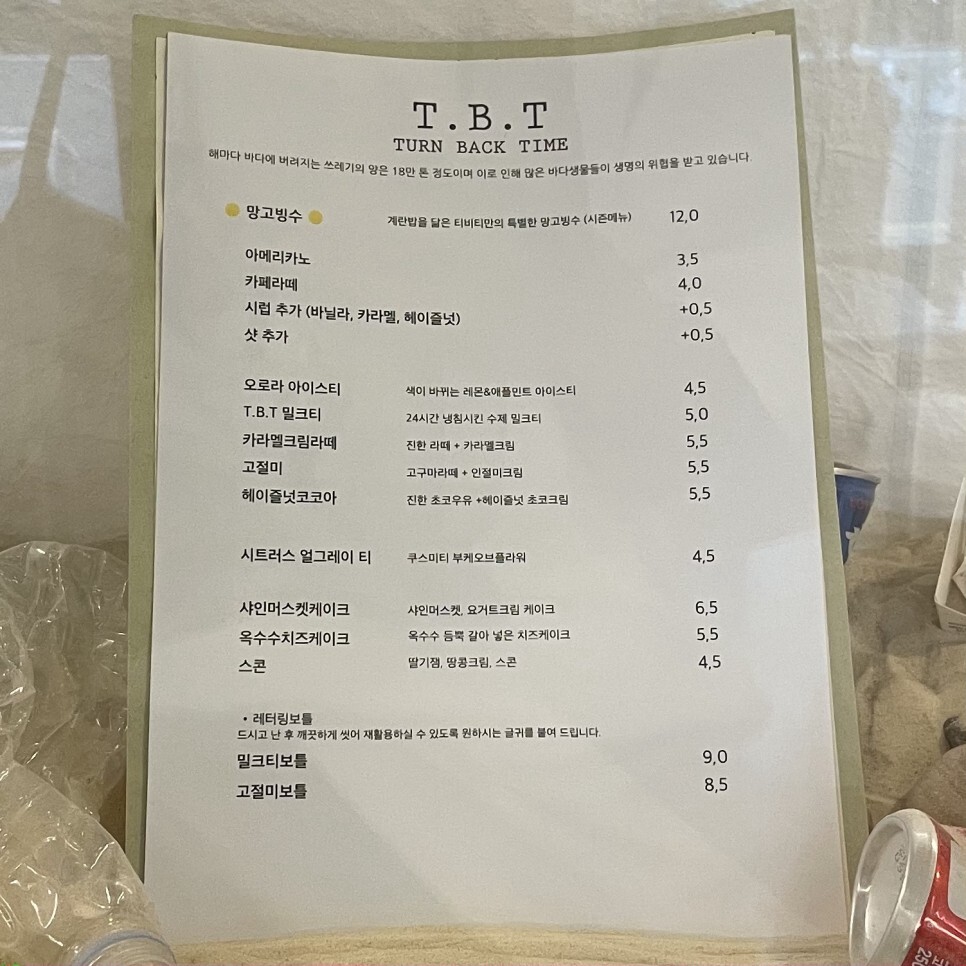 T.B.T
TURN BACK TIME
해마다 바다에 버려지는 쓰레기의 양은 18만 톤 정도이며 이로 인해 많은 바다생물들이 생명의 위협을 받고 있습니다.
망고빙수 계란밥을 닮은 티비티만의 특별한 망고빙수 (시즌메뉴) 12,0
아메리카노 3,5
카페라떼 4,0
시럽 추가 (바닐라, 카라멜, 헤이즐넛) +0,5
샷 추가 +0,5
오로라 아이스티 색이 바뀌는 레몬&애플민트 아이스티 4,5
T.B.T 밀크티 24시간 냉침시킨 수제 밀크티 5,0
카라멜크림라떼 진한 라떼 + 카라멜크림 5,5
고절미 고구마라떼 + 인절미크림 5,5
헤이즐넛코코아 진한 초코우유 +헤이즐넛 초코크림 5,5
시트러스 얼그레이 티 쿠스미티 부케오브플라워 4,5
샤인머스켓케이크 샤인머스켓, 요거트크림 케이크 6,5
옥수수치즈케이크 옥수수 듬뿍 갈아 넣은 치즈케이크 5,5
스콘 딸기잼, 땅콩크림, 스콘 4,5
• 레터링보틀
드시고 난 후 깨끗하게 씻어 재활용하실 수 있도록 원하시는 글귀를 붙여 드립니다.
밀크티보틀 9,0
고절미보틀 8,5